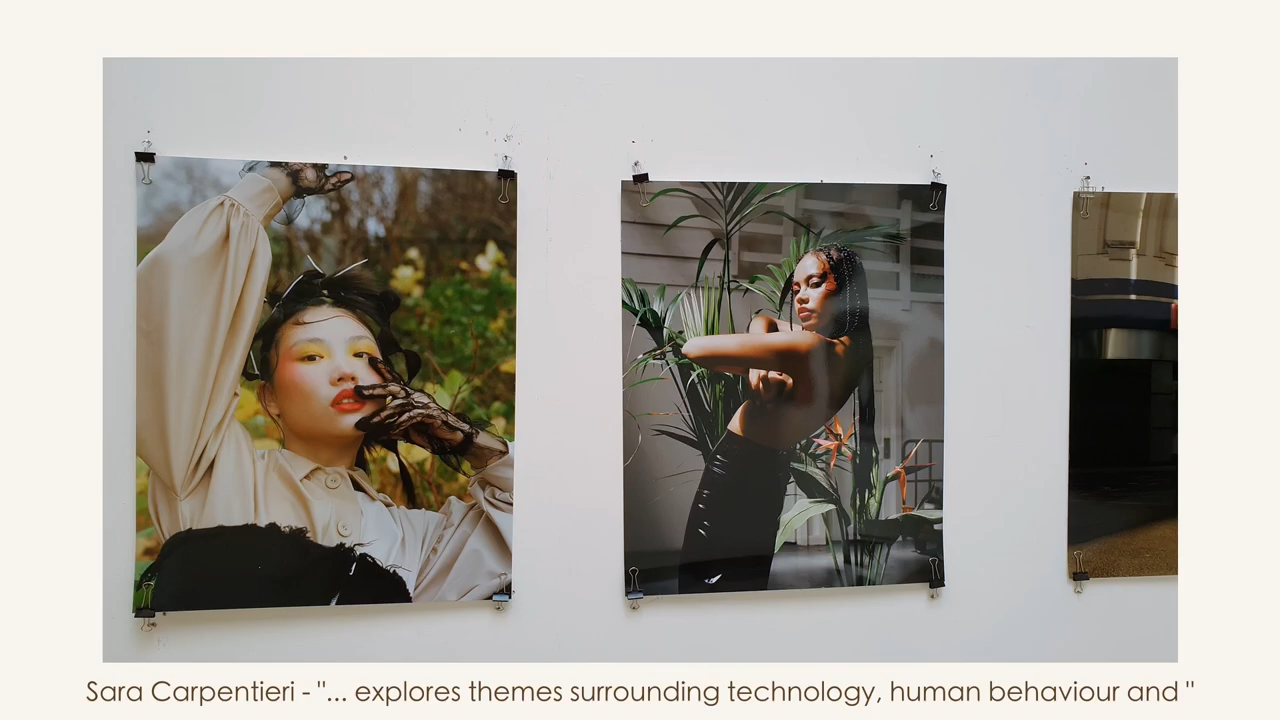 Sara Carpentieri - "... explores themes surrounding technology, human behaviour and "